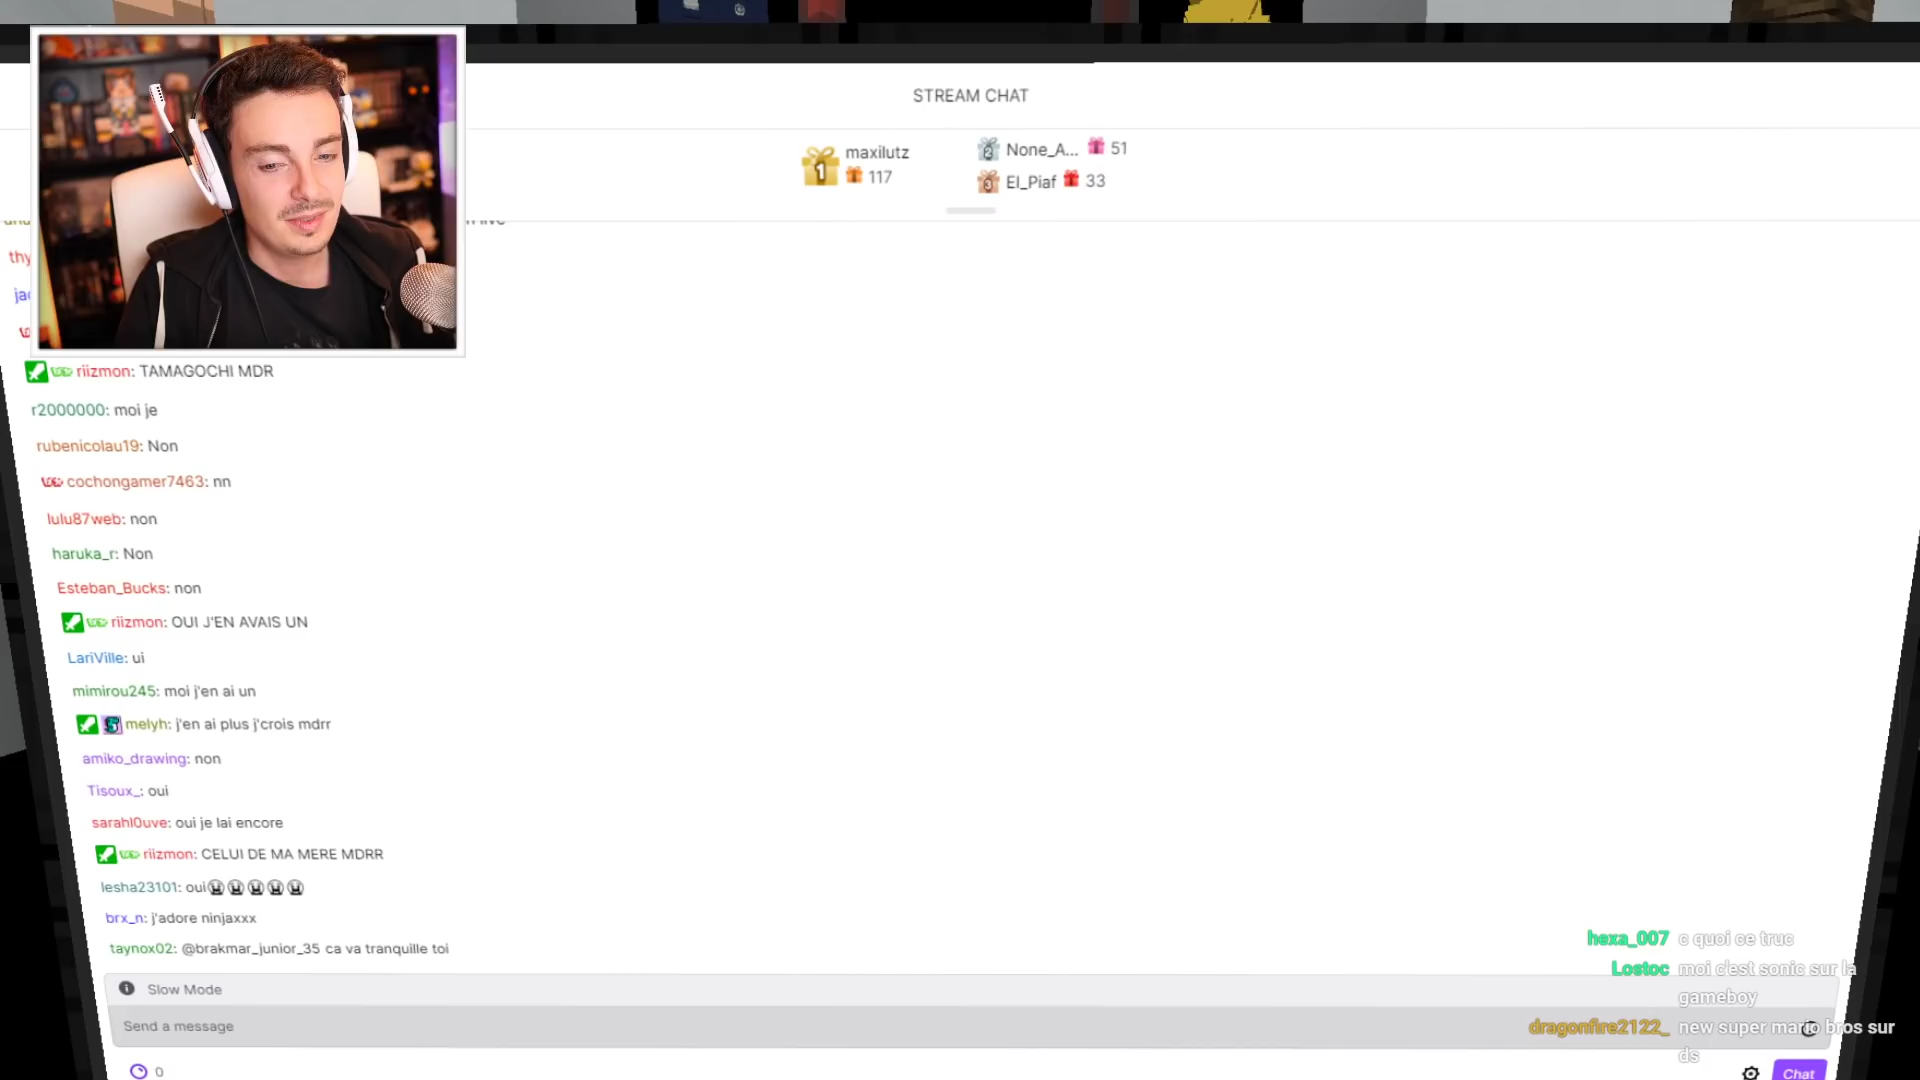 STREAM CHAT
1 maxilutz
117
2 None_A... 51
3 El_Piaf 33
thy
riizmon: TAMAGOCHI MDR
r2000000: moi je
rubenicolau19: Non
cochongamer7463: nn
lulu87web: non
haruka_r: Non
Esteban_Bucks: non
riizmon: OUI J'EN AVAIS UN
LariVille: ui
mimirou245: moi j'en ai un
melyh: j'en ai plus j'crois mdrr
amiko_drawing: non
Tisoux_: oui
sarahl0uve: oui je lai encore
riizmon: CELUI DE MA MERE MDRR
lesha23101: oui
brx_n: j'adore ninjaxxx
taynox02: @brakmar_junior_35 ca va tranquille toi
Slow Mode
Send a message
0
Chat
hexa_007 c quoi ce truc
Lostoc moi c'est sonic sur la
gameboy
dragonfire2122_ new super mario bros sur
ds